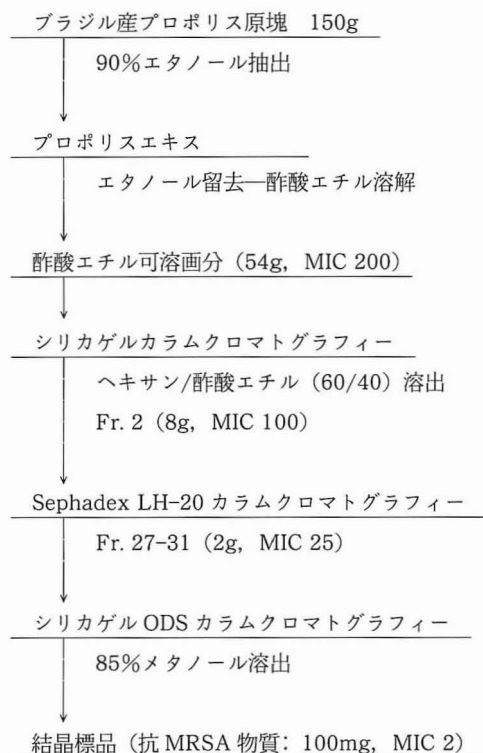 ブラジル産プロポリス原塊　150g
90%エタノール抽出
プロポリスエキス
エタノール留去―酢酸エチル溶解
酢酸エチル可溶画分（54g，MIC 200）
シリカゲルカラムクロマトグラフィー
ヘキサン/酢酸エチル（60/40）溶出
Fr. 2（8g，MIC 100）
Sephadex LH-20 カラムクロマトグラフィー
Fr. 27-31（2g，MIC 25）
シリカゲル ODS カラムクロマトグラフィー
85%メタノール溶出
結晶標品（抗 MRSA 物質：100mg，MIC 2）